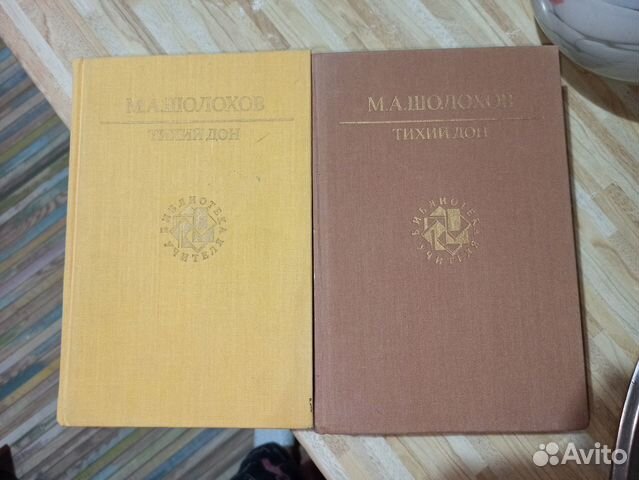 М.А.ШОЛОХОВ
ТИХИЙ ДОН
БИБЛИОТЕКА УЧИТЕЛЯ
М.А.ШОЛОХОВ
ТИХИЙ ДОН
БИБЛИОТЕКА УЧИТЕЛЯ
Avito